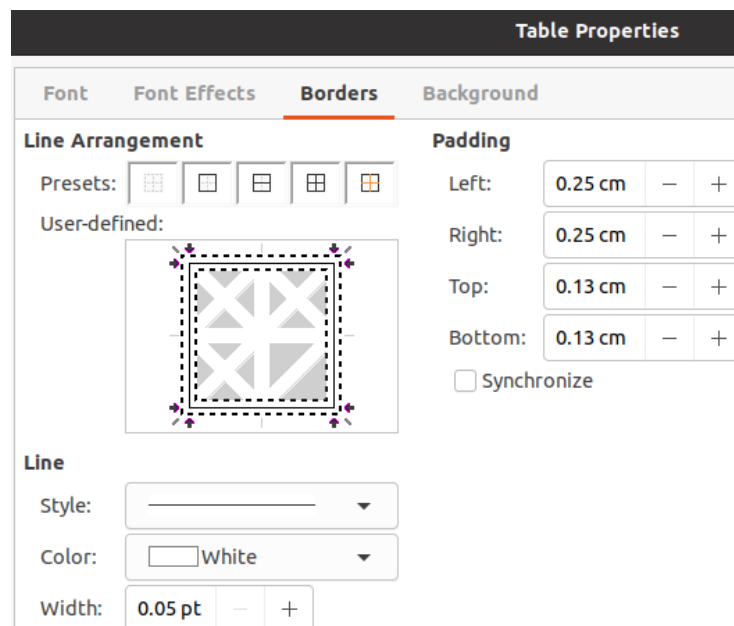 Table Properties
Font Font Effects Borders Background
Line Arrangement
Presets:
User-defined:
Padding
Left: 0.25 cm − +
Right: 0.25 cm − +
Top: 0.13 cm − +
Bottom: 0.13 cm − +
Synchronize
Line
Style:
Color: White
Width: 0.05 pt − +